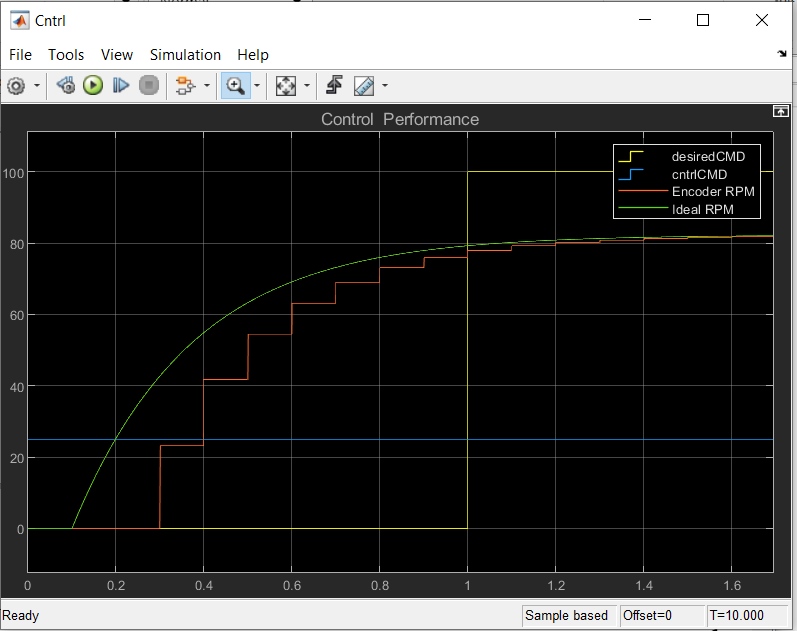 Cntrl
File Tools View Simulation Help
Control Performance
desiredCMD
cntrlCMD
Encoder RPM
Ideal RPM
100
80
60
40
20
0
0 0.2 0.4 0.6 0.8 1 1.2 1.4 1.6
Ready Sample based Offset=0 T=10.000